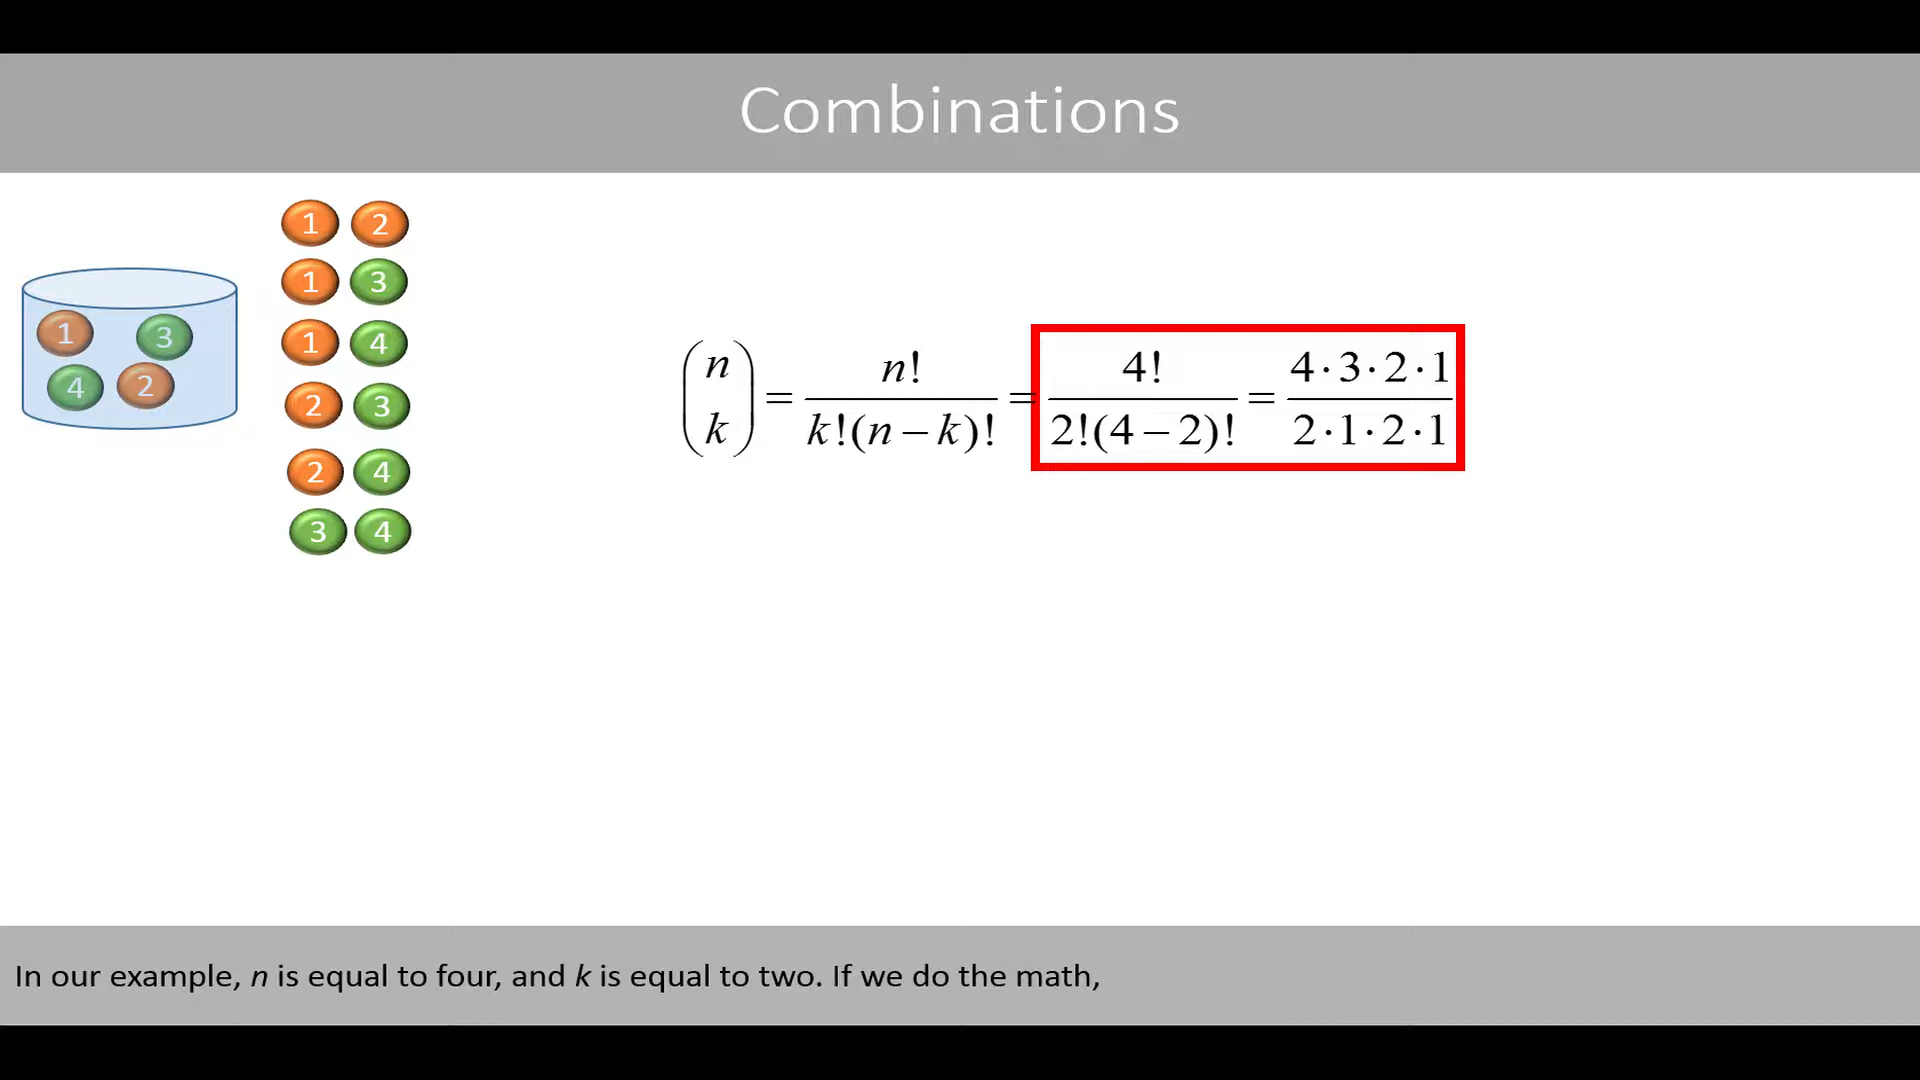 Combinations
1 2
1 3
1 4
2 3
2 4
3 4
1 3
4 2
(n k) = n! / k!(n − k)! = 4! / 2!(4 − 2)! = 4·3·2·1 / 2·1·2·1
In our example, n is equal to four, and k is equal to two. If we do the math,